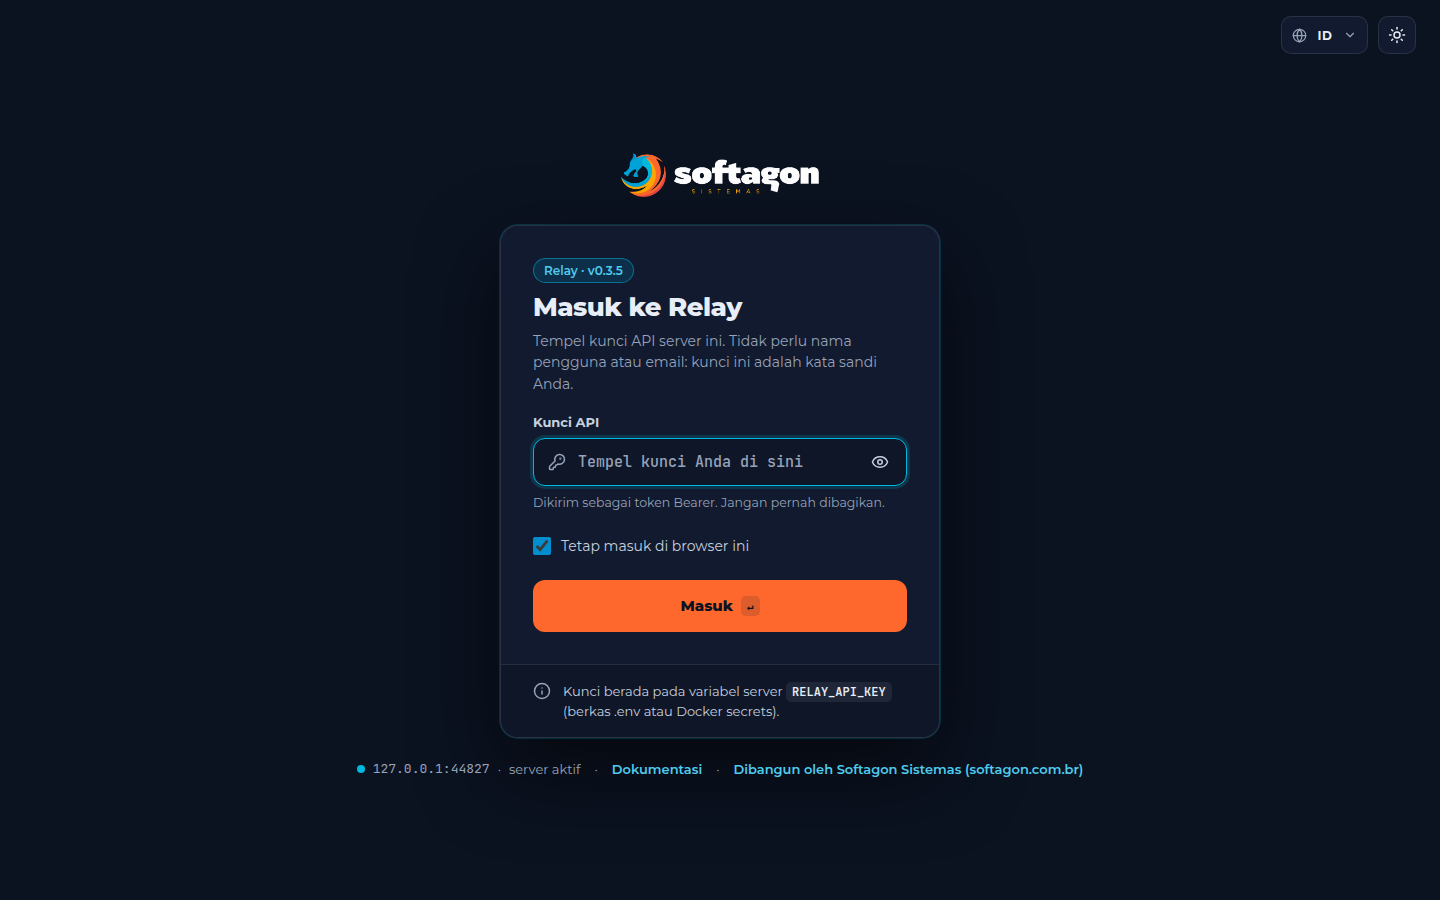 ID
softagon
SISTEMAS
Relay · v0.3.5
Masuk ke Relay
Tempel kunci API server ini. Tidak perlu nama
pengguna atau email: kunci ini adalah kata sandi
Anda.
Kunci API
Tempel kunci Anda di sini
Dikirim sebagai token Bearer. Jangan pernah dibagikan.
Tetap masuk di browser ini
Masuk ↵
Kunci berada pada variabel server RELAY_API_KEY
(berkas .env atau Docker secrets).
127.0.0.1:44827 · server aktif · Dokumentasi · Dibangun oleh Softagon Sistemas (softagon.com.br)